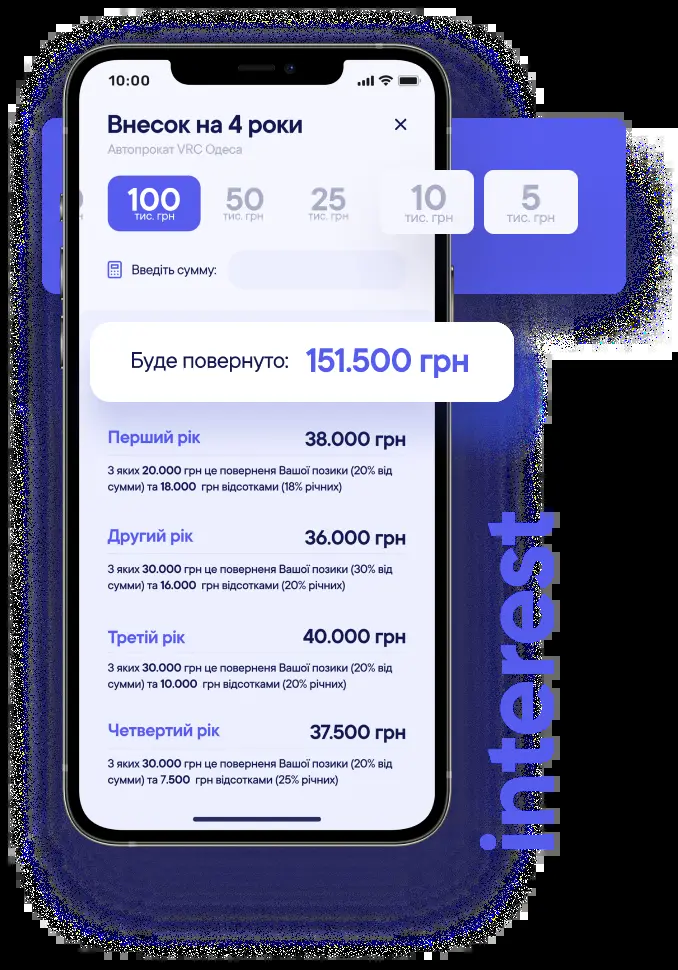 10:00
Внесок на 4 роки
Автопрокат VRC Одеса
100 50 25 10 5
тис. грн тис. грн тис. грн тис. грн тис. грн
Введіть сумму:
Буде повернуто: 151.500 грн
Перший рік 38.000 грн
З яких 20.000 грн це повереня Вашої позики (20% від
сумми) та 18.000 грн відсотками (18% річних)
Другий рік 36.000 грн
З яких 30.000 грн це повереня Вашої позики (30% від
сумми) та 16.000 грн відсотками (20% річних)
Третій рік 40.000 грн
З яких 30.000 грн це повереня Вашої позики (20% від
сумми) та 10.000 грн відсотками (20% річних)
Четвертий рік 37.500 грн
З яких 30.000 грн це повереня Вашої позики (20% від
сумми) та 7.500 грн відсотками (25% річних)
interest